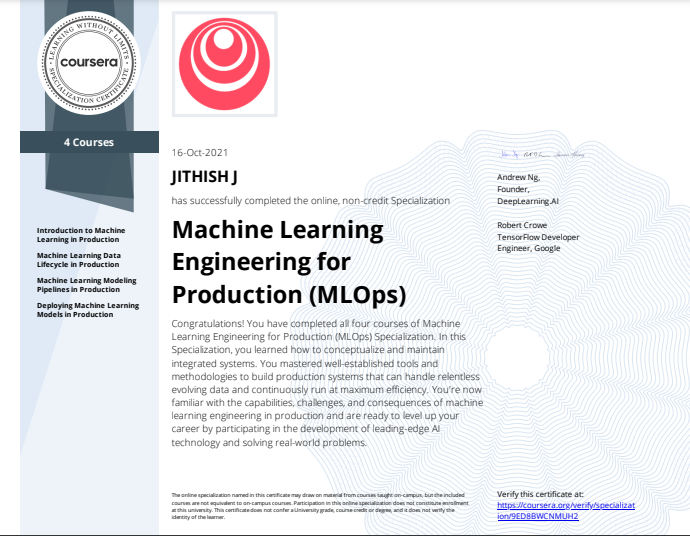 LEARNING WITHOUT LIMITS
coursera
SPECIALIZATION CERTIFICATE
4 Courses
Introduction to Machine
Learning in Production
Machine Learning Data
Lifecycle in Production
Machine Learning Modeling
Pipelines in Production
Deploying Machine Learning
Models in Production
16-Oct-2021
JITHISH J
has successfully completed the online, non-credit Specialization
Machine Learning
Engineering for
Production (MLOps)
Congratulations! You have completed all four courses of Machine
Learning Engineering for Production (MLOps) Specialization. In this
Specialization, you learned how to conceptualize and maintain
integrated systems. You mastered well-established tools and
methodologies to build production systems that can handle relentless
evolving data and continuously run at maximum efficiency. You're now
familiar with the capabilities, challenges, and consequences of machine
learning engineering in production and are ready to level up your
career by participating in the development of leading-edge AI
technology and solving real-world problems.
The online specialization named in this certificate may draw on material from courses taught on-campus, but the included
courses are not equivalent to on-campus courses. Participation in this online specialization does not constitute enrollment
at this university. This certificate does not confer a University grade, course credit or degree, and it does not verify the
identity of the learner.
Andrew Ng,
Founder,
DeepLearning.AI
Robert Crowe
TensorFlow Developer
Engineer, Google
Verify this certificate at:
https://coursera.org/verify/specializat
ion/9ED8BWCNMUH2